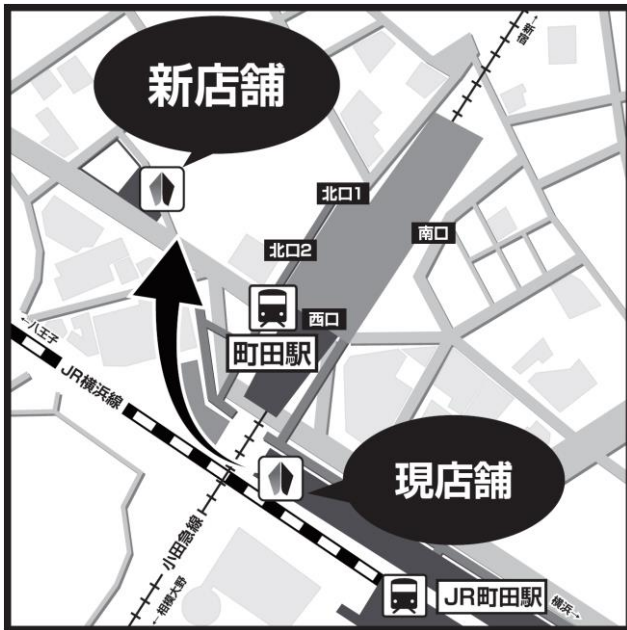 新店舗
→新宿
北口1
南口
北口2
西口
町田駅
←八王子
JR横浜線
現店舗
小田急線
←相模大野
JR町田駅
横浜→